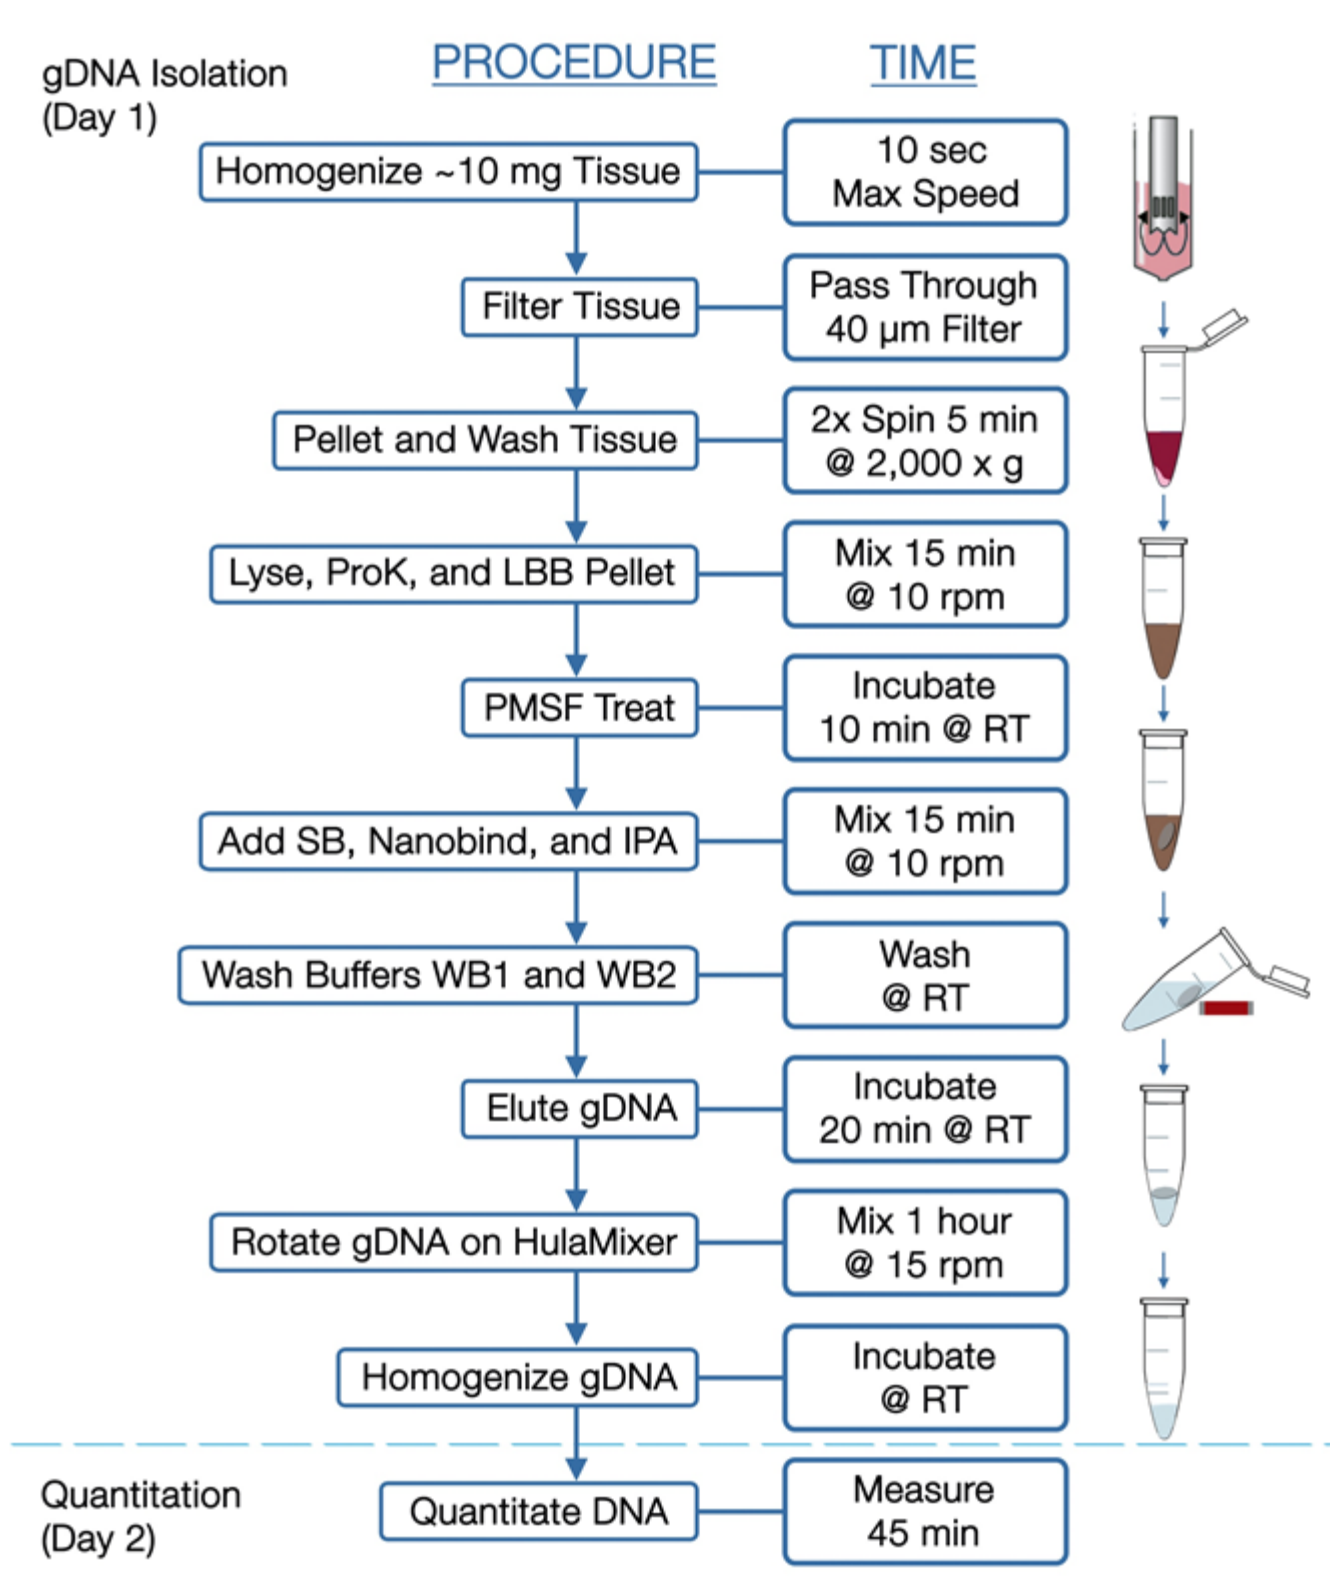 gDNA Isolation
(Day 1)
PROCEDURE
TIME
Homogenize ~10 mg Tissue
10 sec
Max Speed
Filter Tissue
Pass Through
40 µm Filter
Pellet and Wash Tissue
2x Spin 5 min
@ 2,000 x g
Lyse, ProK, and LBB Pellet
Mix 15 min
@ 10 rpm
PMSF Treat
Incubate
10 min @ RT
Add SB, Nanobind, and IPA
Mix 15 min
@ 10 rpm
Wash Buffers WB1 and WB2
Wash
@ RT
Elute gDNA
Incubate
20 min @ RT
Rotate gDNA on HulaMixer
Mix 1 hour
@ 15 rpm
Homogenize gDNA
Incubate
@ RT
Quantitation
(Day 2)
Quantitate DNA
Measure
45 min